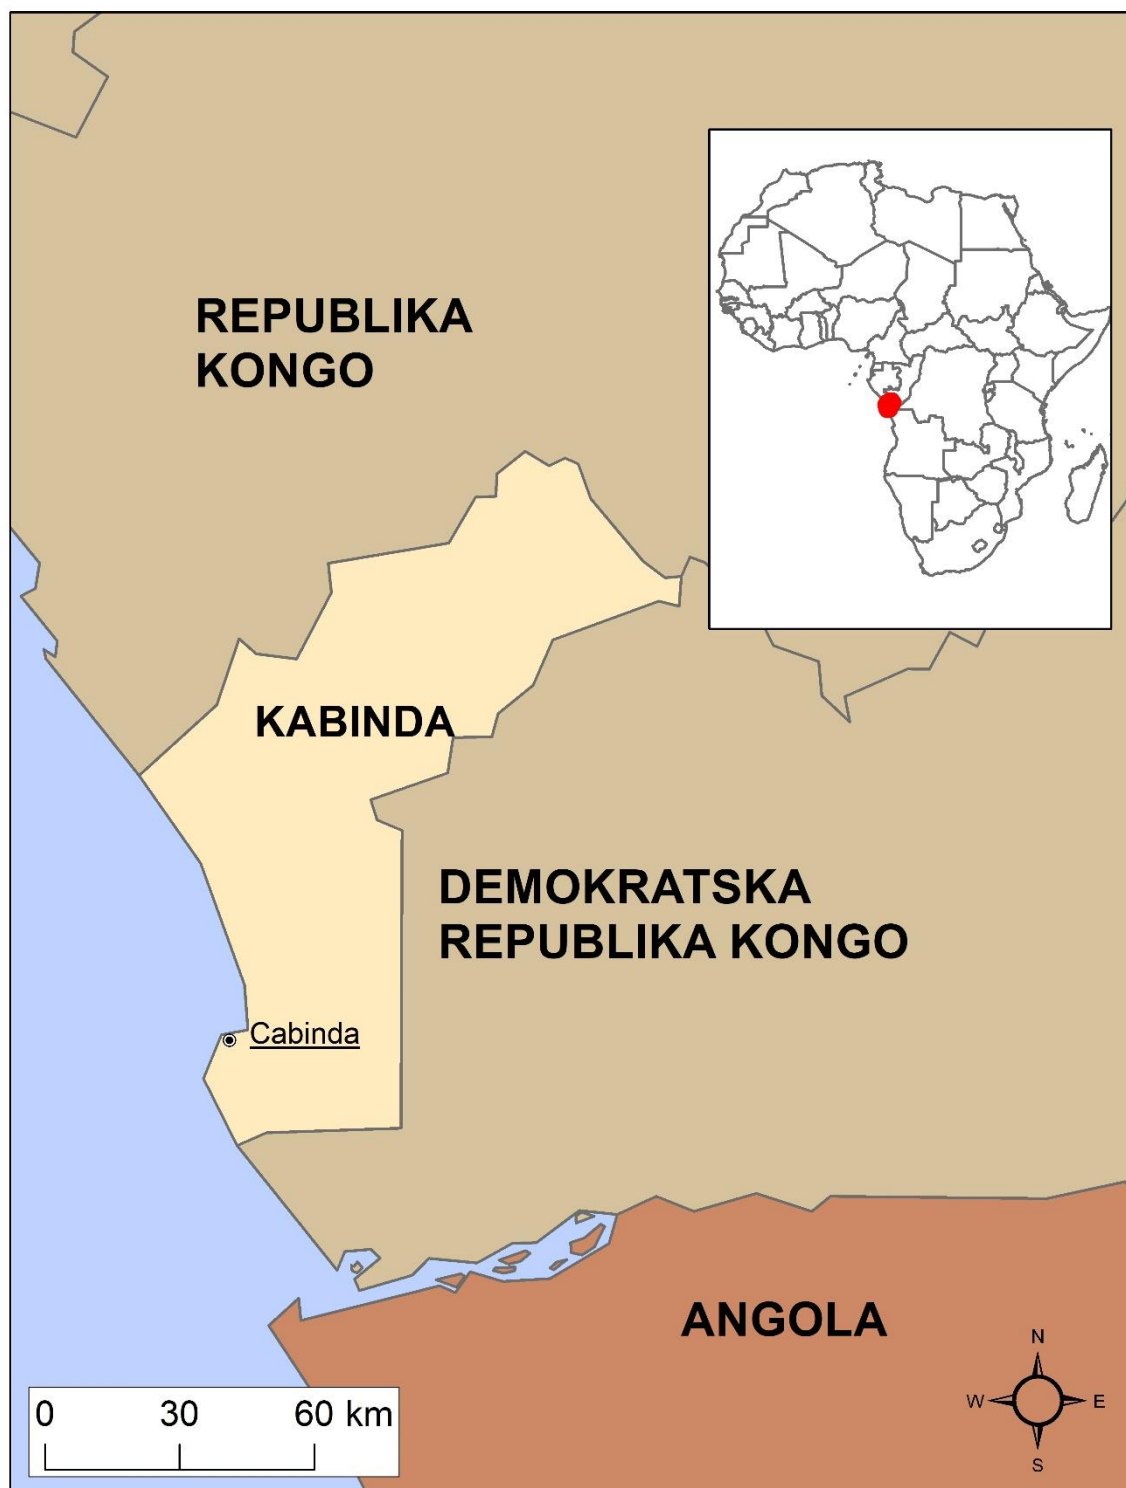 REPUBLIKA
KONGO
KABINDA
DEMOKRATSKA
REPUBLIKA KONGO
Cabinda
ANGOLA
N
W E
S
0 30 60 km